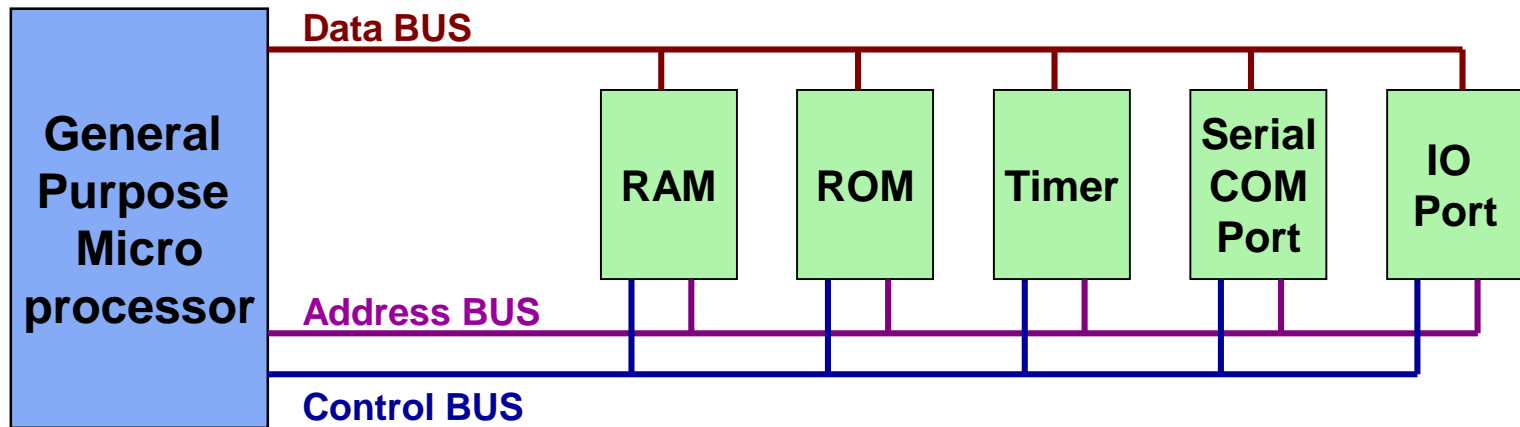 General
Purpose
Micro
processor
Data BUS
RAM
ROM
Timer
Serial
COM
Port
IO
Port
Address BUS
Control BUS